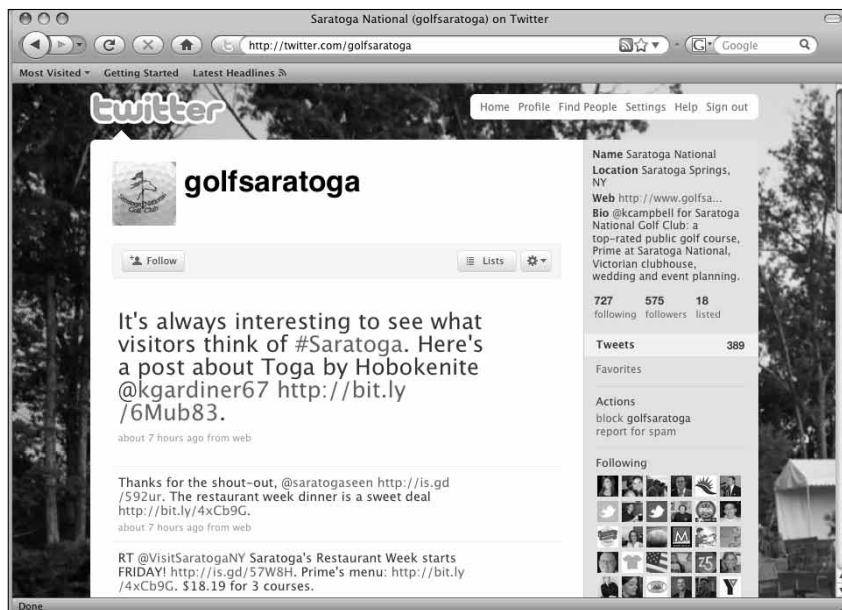 Saratoga National (golfsaratoga) on Twitter
http://twitter.com/golfsaratoga
Google
Most Visited
Getting Started
Latest Headlines
twitter
Home Profile Find People Settings Help Sign out
golfsaratoga
Saratoga National
Golf Club
Follow
Lists
It's always interesting to see what
visitors think of #Saratoga. Here's
a post about Toga by Hobokenite
@kgardiner67 http://bit.ly
/6Mub83.
about 7 hours ago from web
Thanks for the shout-out, @saratogaseen http://is.gd
/592ur. The restaurant week dinner is a sweet deal
http://bit.ly/4xCb9G.
about 7 hours ago from web
RT @VisitSaratogaNY Saratoga's Restaurant Week starts
FRIDAY! http://is.gd/57W8H. Prime's menu: http://bit.ly
/4xCb9G. $18.19 for 3 courses.
Name Saratoga National
Location Saratoga Springs,
NY
Web http://www.golfsa...
Bio @kcampbell for Saratoga
National Golf Club: a
top-rated public golf course,
Prime at Saratoga National,
Victorian clubhouse,
wedding and event planning.
727 575 18
following followers listed
Tweets 389
Favorites
Actions
block golfsaratoga
report for spam
Following
Done